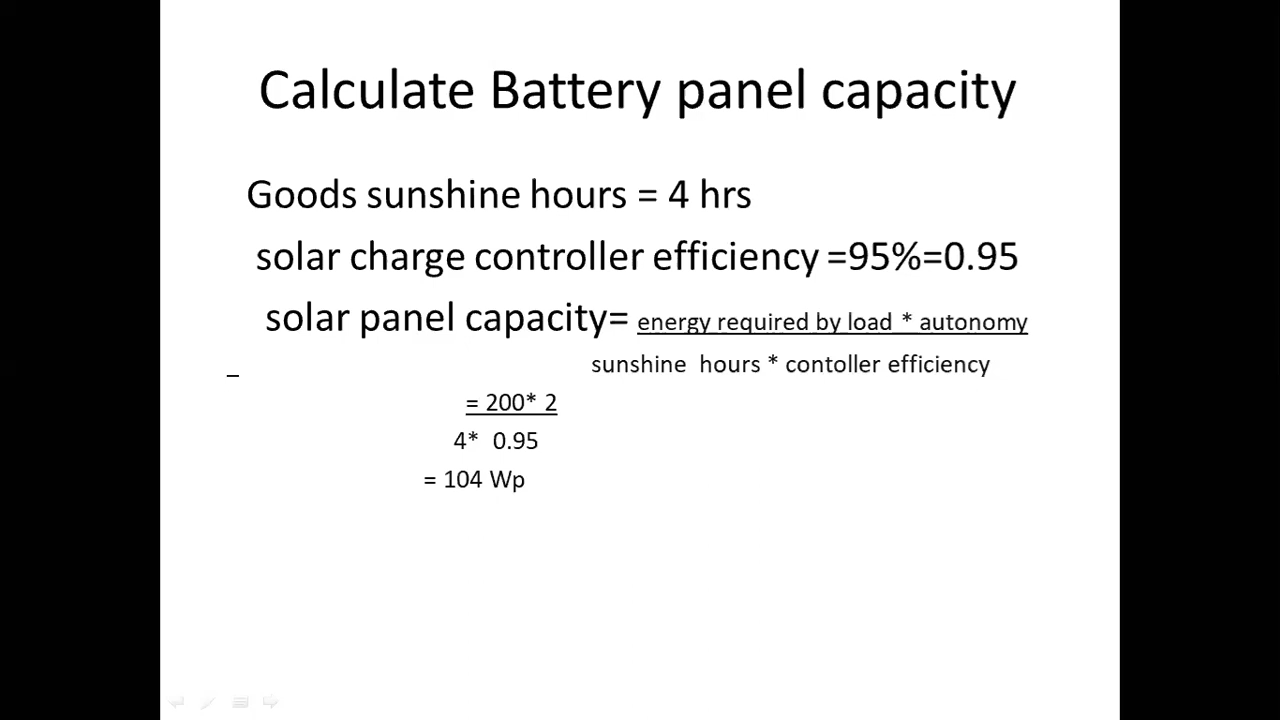 Calculate Battery panel capacity
Goods sunshine hours = 4 hrs
solar charge controller efficiency =95%=0.95
solar panel capacity= energy required by load * autonomy
sunshine hours * contoller efficiency
= 200* 2
4* 0.95
= 104 Wp